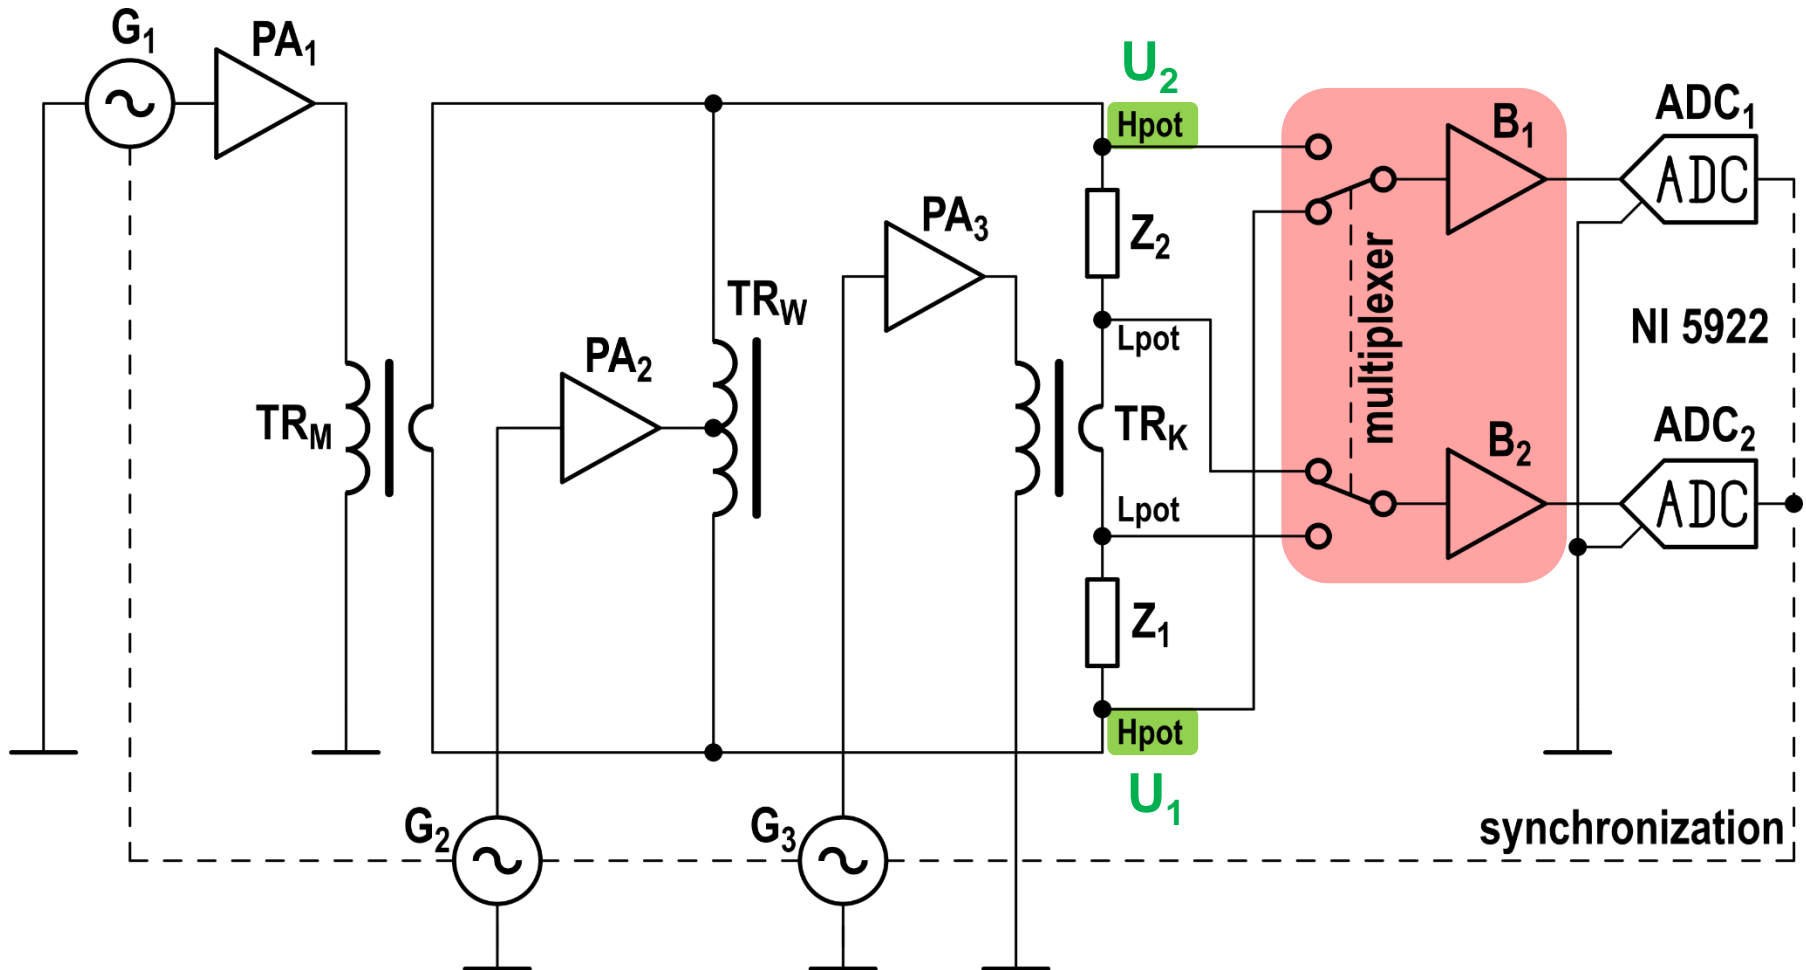 G1
PA1
U2
Hpot
B1
ADC1
ADC
Z2
PA3
TRW
multiplexer
NI 5922
Lpot
PA2
TRM
TRK
B2
ADC2
ADC
Lpot
Z1
Hpot
U1
G2
G3
synchronization